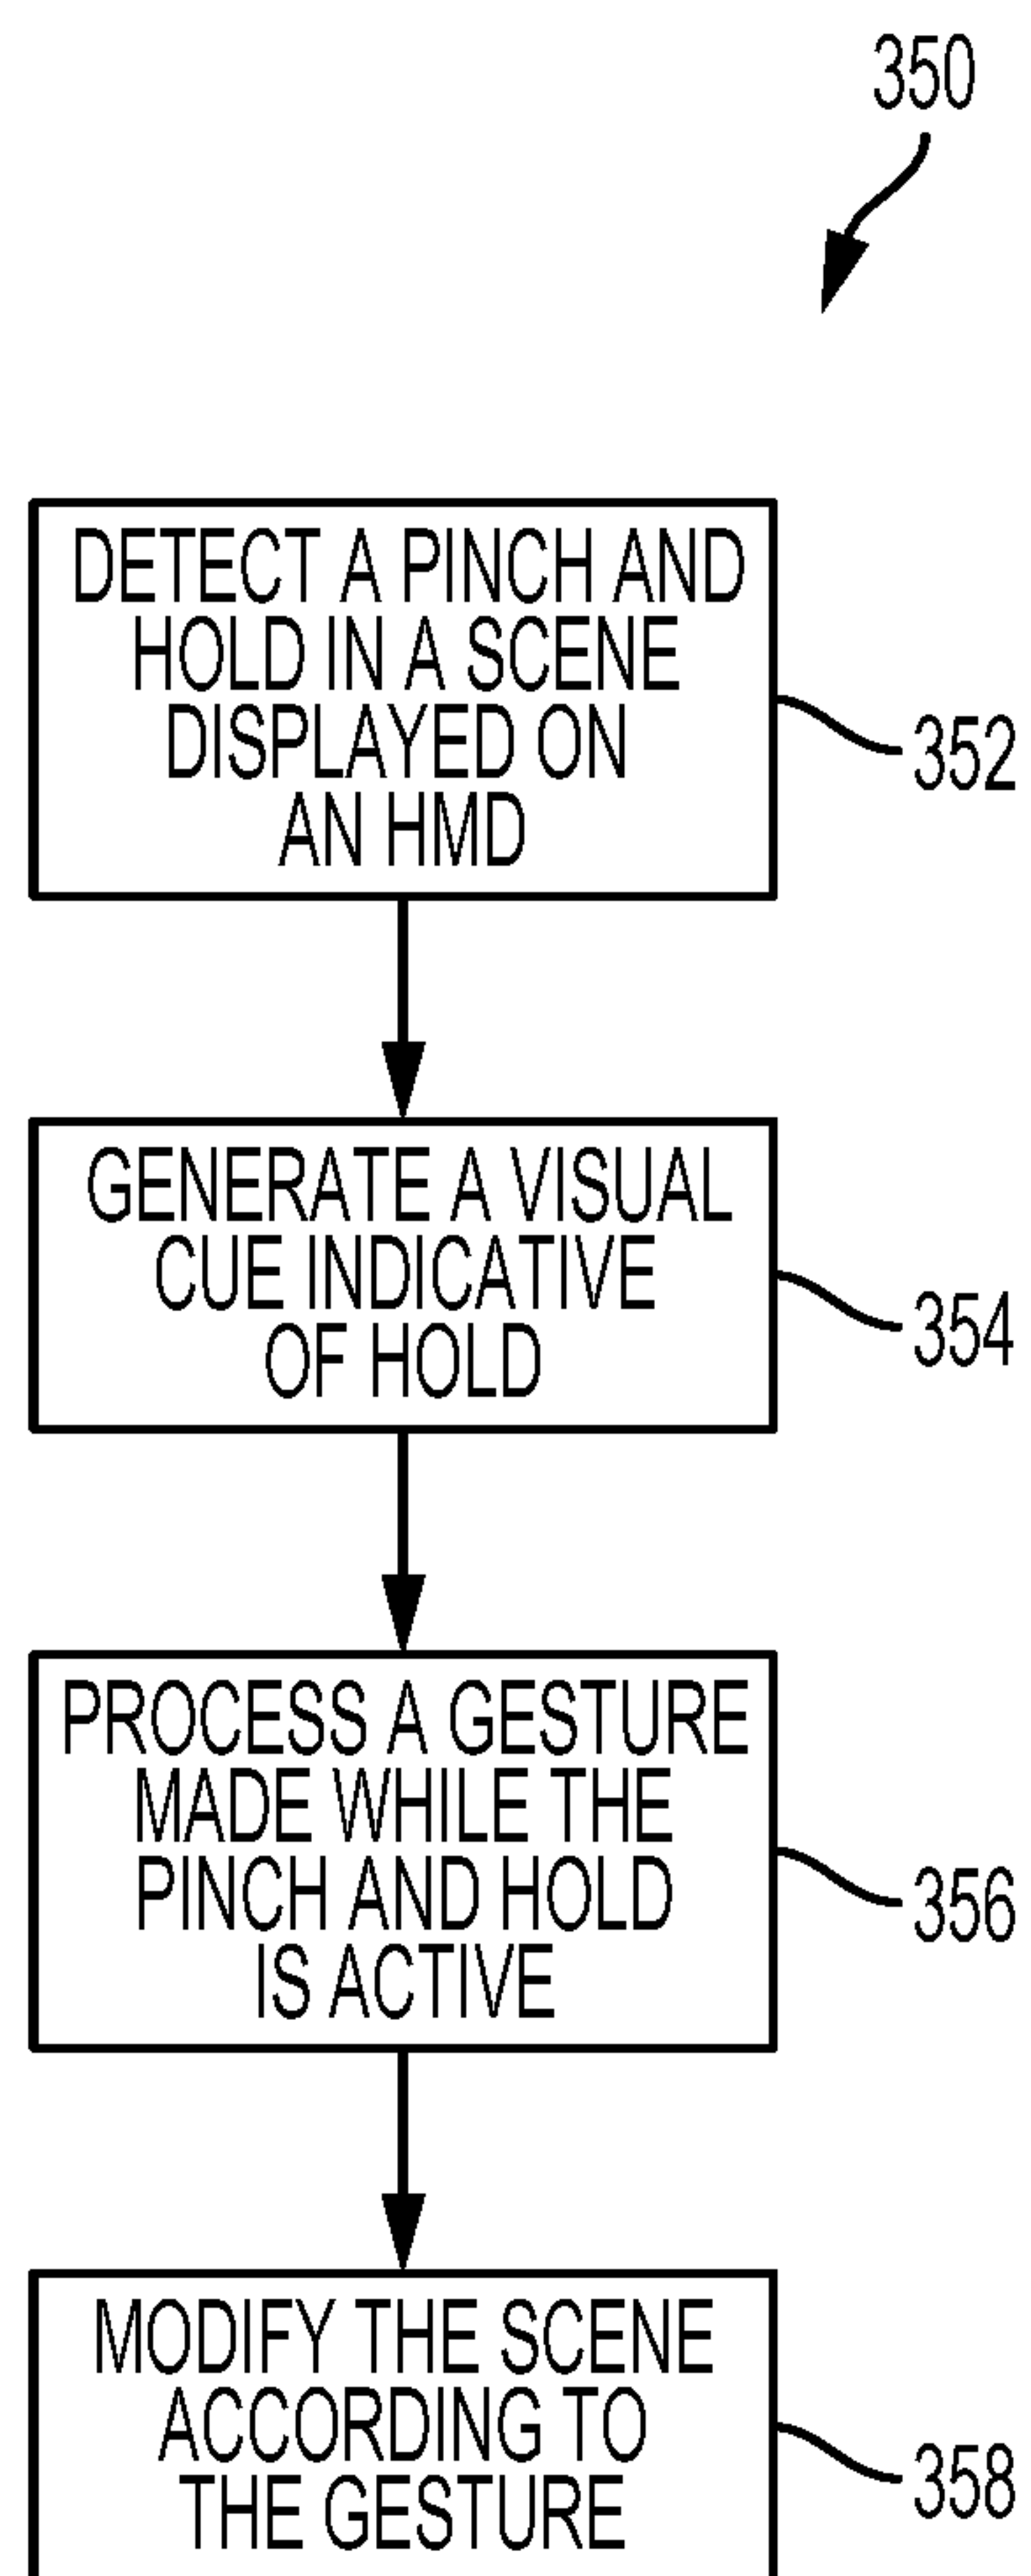 350
DETECT A PINCH AND
HOLD IN A SCENE
DISPLAYED ON
AN HMD
352
GENERATE A VISUAL
CUE INDICATIVE
OF HOLD
354
PROCESS A GESTURE
MADE WHILE THE
PINCH AND HOLD
IS ACTIVE
356
MODIFY THE SCENE
ACCORDING TO
THE GESTURE
358